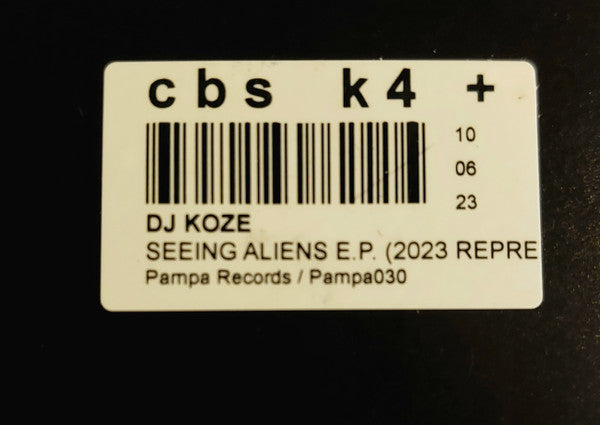 cbs k4 +
10
06
23
DJ KOZE
SEEING ALIENS E.P. (2023 REPRE
Pampa Records / Pampa030